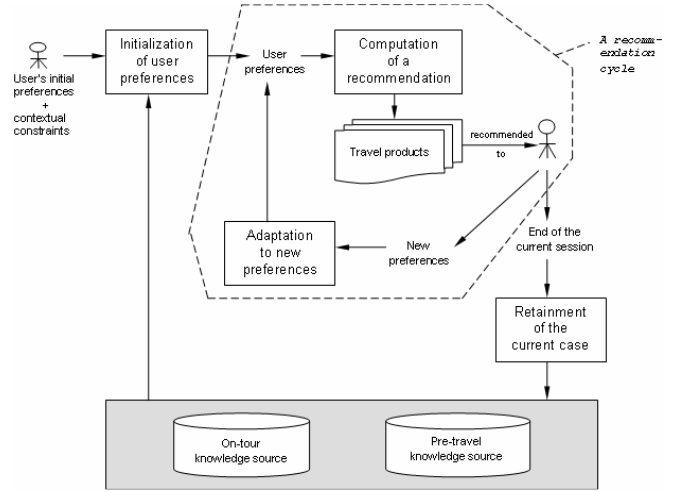 User's initial
preferences
+
contextual
constraints
Initialization
of user
preferences
User
preferences
Computation
of a
recommendation
A recomm-
endation
cycle
Travel products
recommended
to
Adaptation
to new
preferences
New
preferences
End of the
current session
Retainment
of the
current case
On-tour
knowledge source
Pre-travel
knowledge source